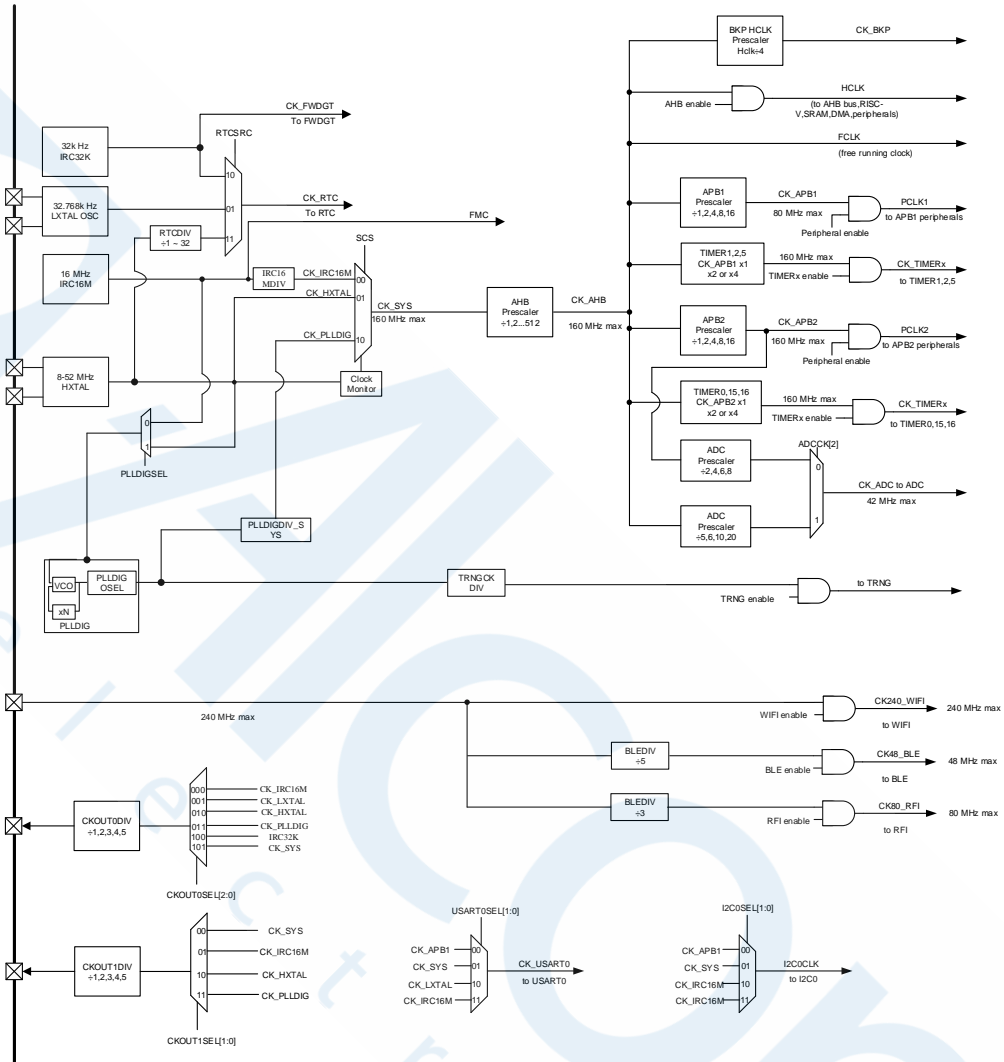 BKP HCLK
Prescaler
Hclk÷4
CK_BKP
HCLK
(to AHB bus,RISC-
V,SRAM,DMA,peripherals)
AHB enable
FCLK
(free running clock)
CK_FWDGT
To FWDGT
32k Hz
IRC32K
RTCSRC
10
01
11
32.768k Hz
LXTAL OSC
CK_RTC
To RTC
RTCDIV
÷1 ~ 32
FMC
16 MHz
IRC16M
IRC16
MDIV
CK_IRC16M
CK_HXTAL
CK_PLLDIG
SCS
00
01
10
CK_SYS
160 MHz max
AHB
Prescaler
÷1,2...512
CK_AHB
160 MHz max
APB1
Prescaler
÷1,2,4,8,16
CK_APB1
80 MHz max
Peripheral enable
PCLK1
to APB1 peripherals
TIMER1,2,5
CK_APB1 x1
x2 or x4
160 MHz max
TIMERx enable
CK_TIMERx
to TIMER1,2,5
APB2
Prescaler
÷1,2,4,8,16
CK_APB2
160 MHz max
Peripheral enable
PCLK2
to APB2 peripherals
8-52 MHz
HXTAL
Clock
Monitor
0
1
PLLDIGSEL
TIMER0,15,16
CK_APB2 x1
x2 or x4
160 MHz max
TIMERx enable
CK_TIMERx
to TIMER0,15,16
ADC
Prescaler
÷2,4,6,8
ADCCK[2]
0
1
CK_ADC to ADC
42 MHz max
ADC
Prescaler
÷5,6,10,20
PLLDIGDIV_S
YS
VCO
xN
PLLDIG
OSEL
PLLDIG
TRNGCK
DIV
TRNG enable
to TRNG
240 MHz max
WIFI enable
CK240_WIFI
to WIFI
240 MHz max
BLEDIV
÷5
BLE enable
CK48_BLE
to BLE
48 MHz max
BLEDIV
÷3
RFI enable
CK80_RFI
to RFI
80 MHz max
CKOUT0DIV
÷1,2,3,4,5
000
CK_IRC16M
001
CK_LXTAL
010
CK_HXTAL
011
CK_PLLDIG
100
IRC32K
101
CK_SYS
CKOUT0SEL[2:0]
CKOUT1DIV
÷1,2,3,4,5
00
CK_SYS
01
CK_IRC16M
10
CK_HXTAL
11
CK_PLLDIG
CKOUT1SEL[1:0]
USART0SEL[1:0]
CK_APB1
00
CK_SYS
01
CK_LXTAL
10
CK_IRC16M
11
CK_USART0
to USART0
I2C0SEL[1:0]
CK_APB1
00
CK_SYS
01
CK_IRC16M
10
CK_IRC16M
11
I2C0CLK
to I2C0